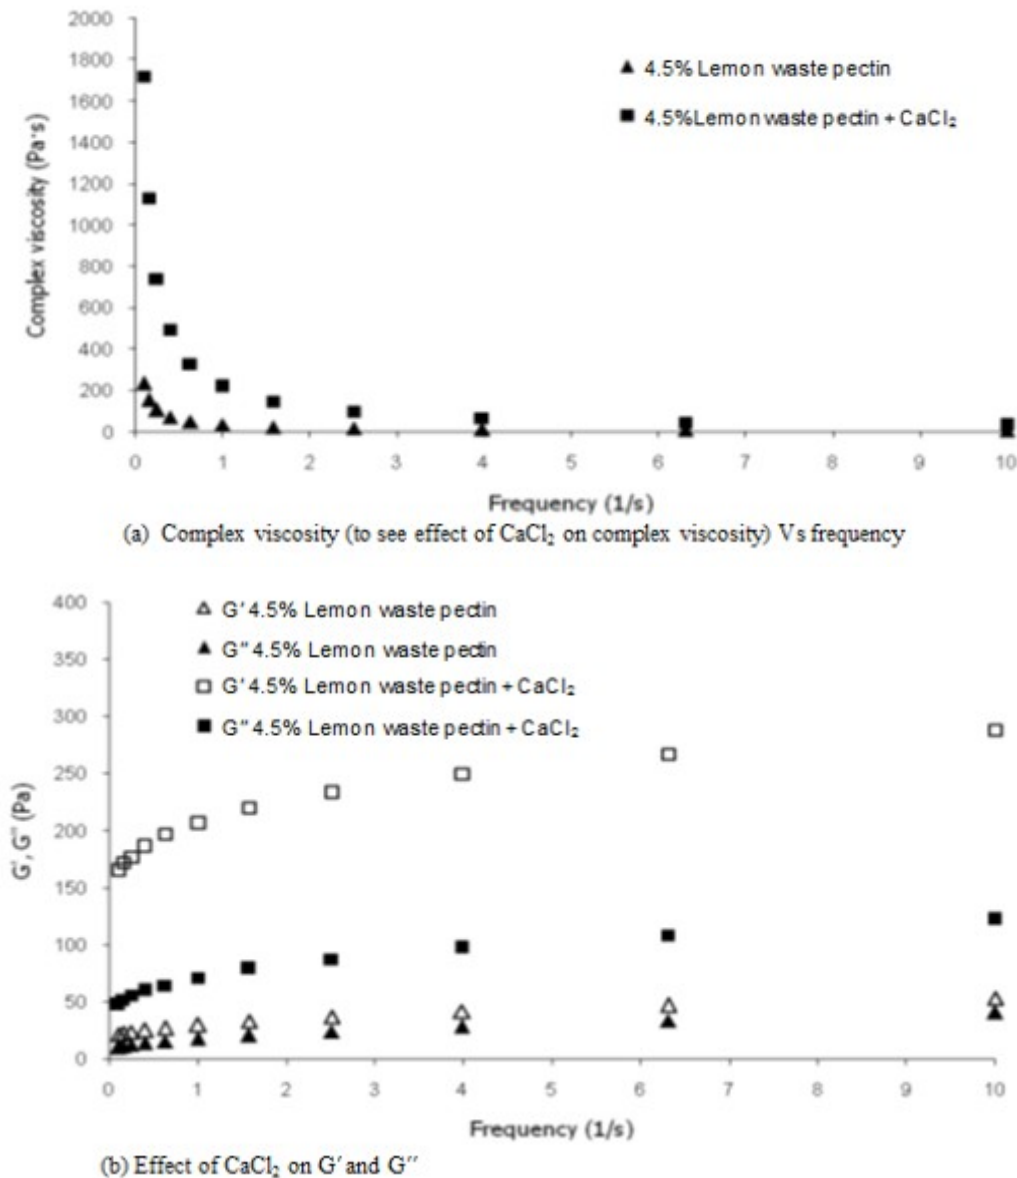 2000
1800
1600
1400
1200
1000
800
600
400
200
0
Complex viscosity (Pa·s)
▲ 4.5% Lemon waste pectin
■ 4.5%Lemon waste pectin + CaCl₂
0 1 2 3 4 5 6 7 8 9 10
Frequency (1/s)
(a) Complex viscosity (to see effect of CaCl₂ on complex viscosity) Vs frequency
400
350
300
250
200
150
100
50
0
G′, G″ (Pa)
△ G′ 4.5% Lemon waste pectin
▲ G″ 4.5% Lemon waste pectin
□ G′ 4.5% Lemon waste pectin + CaCl₂
■ G″ 4.5% Lemon waste pectin + CaCl₂
0 1 2 3 4 5 6 7 8 9 10
Frequency (1/s)
(b) Effect of CaCl₂ on G′ and G″